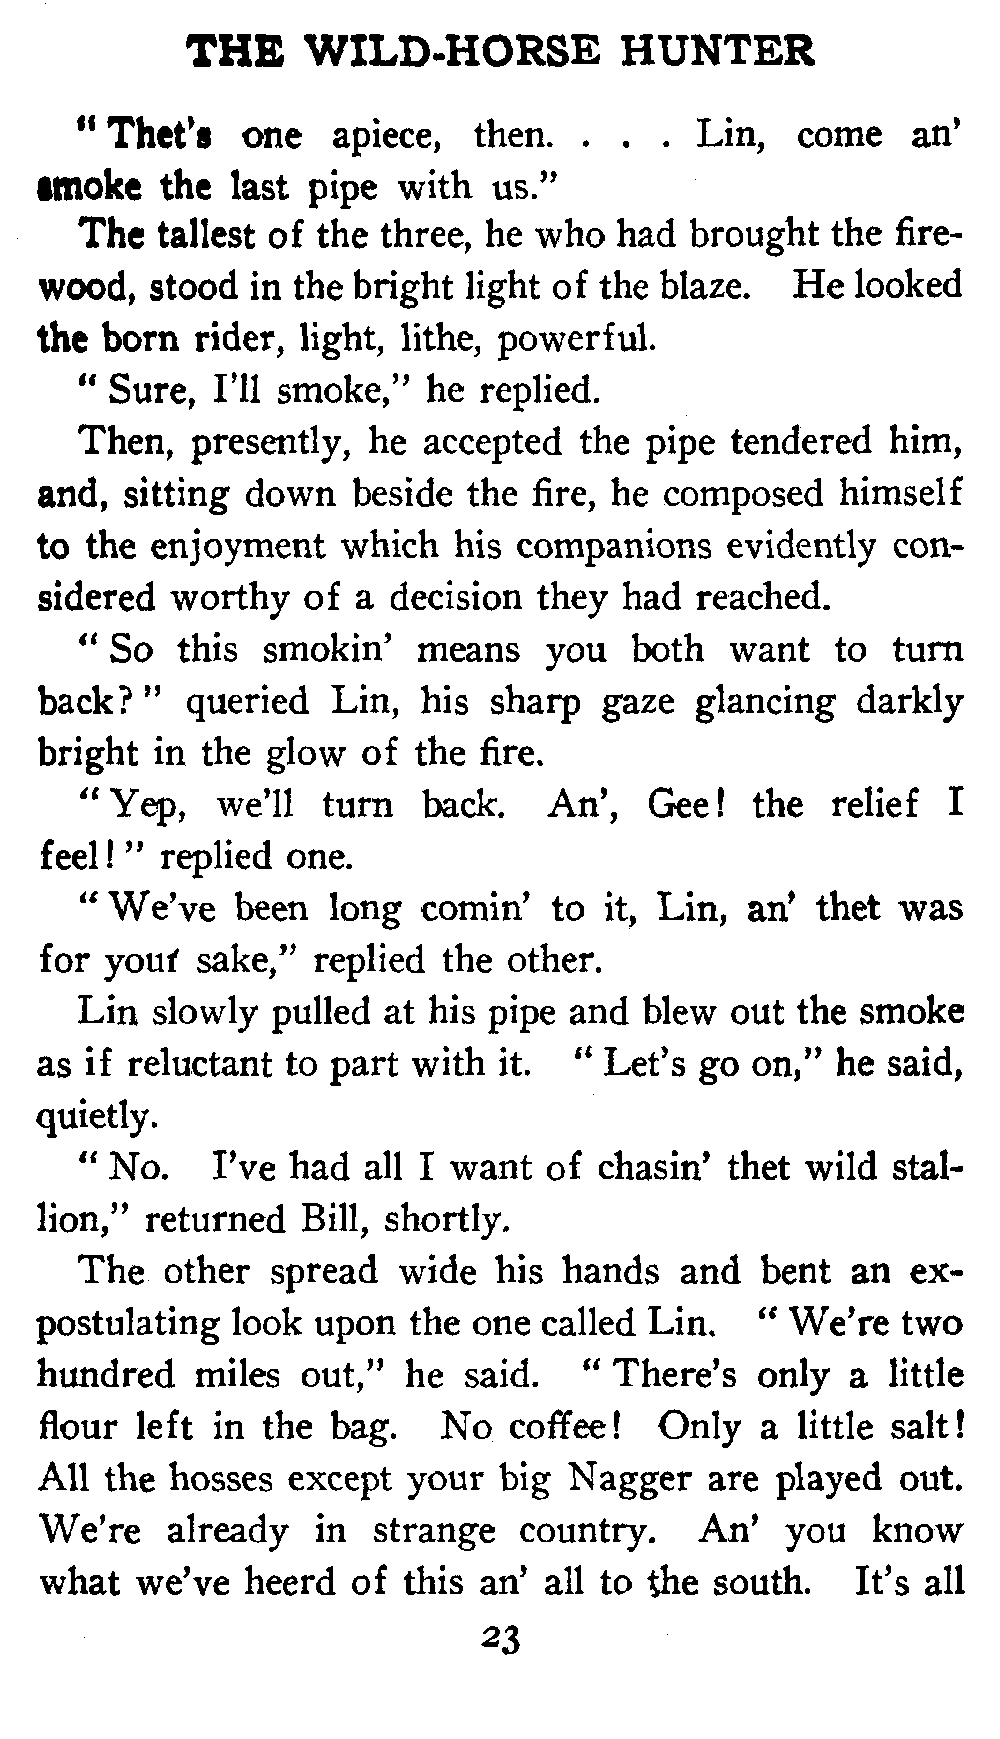 THE WILD-HORSE HUNTER
“ Thet's one apiece, then. . . . Lin, come an'
smoke the last pipe with us.”
The tallest of the three, he who had brought the fire-
wood, stood in the bright light of the blaze. He looked
the born rider, light, lithe, powerful.
“ Sure, I'll smoke,” he replied.
Then, presently, he accepted the pipe tendered him,
and, sitting down beside the fire, he composed himself
to the enjoyment which his companions evidently con-
sidered worthy of a decision they had reached.
“ So this smokin' means you both want to turn
back? ” queried Lin, his sharp gaze glancing darkly
bright in the glow of the fire.
“ Yep, we'll turn back. An', Gee! the relief I
feel! ” replied one.
“ We've been long comin' to it, Lin, an' thet was
for your sake,” replied the other.
Lin slowly pulled at his pipe and blew out the smoke
as if reluctant to part with it. “ Let's go on,” he said,
quietly.
“ No. I've had all I want of chasin' thet wild stal-
lion,” returned Bill, shortly.
The other spread wide his hands and bent an ex-
postulating look upon the one called Lin. “ We're two
hundred miles out,” he said. “ There's only a little
flour left in the bag. No coffee! Only a little salt!
All the hosses except your big Nagger are played out.
We're already in strange country. An' you know
what we've heerd of this an' all to the south. It's all
23